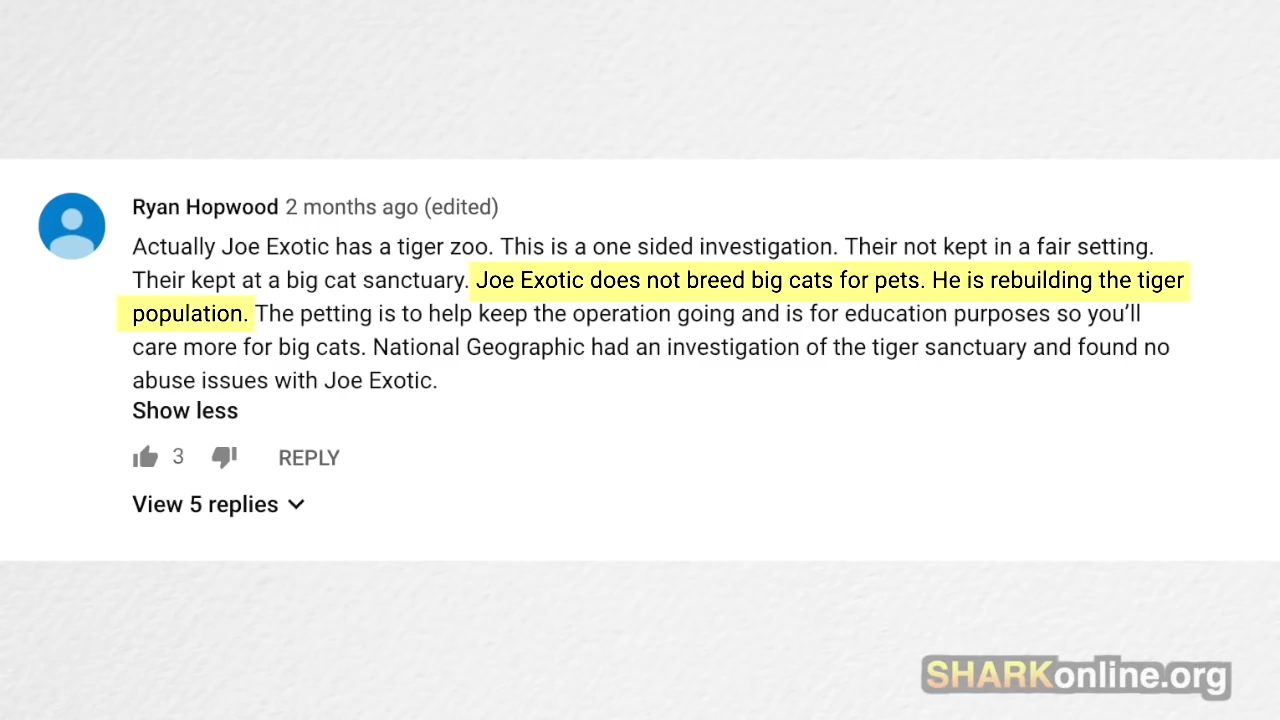 Ryan Hopwood 2 months ago (edited)
Actually Joe Exotic has a tiger zoo. This is a one sided investigation. Their not kept in a fair setting.
Their kept at a big cat sanctuary. Joe Exotic does not breed big cats for pets. He is rebuilding the tiger
population. The petting is to help keep the operation going and is for education purposes so you’ll
care more for big cats. National Geographic had an investigation of the tiger sanctuary and found no
abuse issues with Joe Exotic.
Show less
3 REPLY
View 5 replies
SHARKonline.org